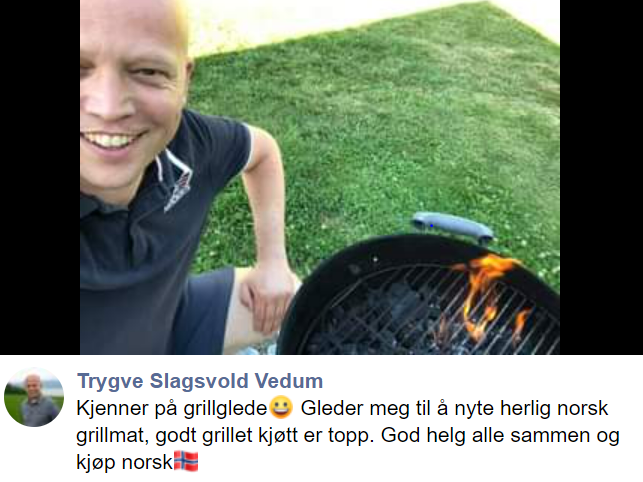 Trygve Slagsvold Vedum
Kjenner på grillglede😀 Gleder meg til å nyte herlig norsk
grillmat, godt grillet kjøtt er topp. God helg alle sammen og
kjøp norsk🇳🇴